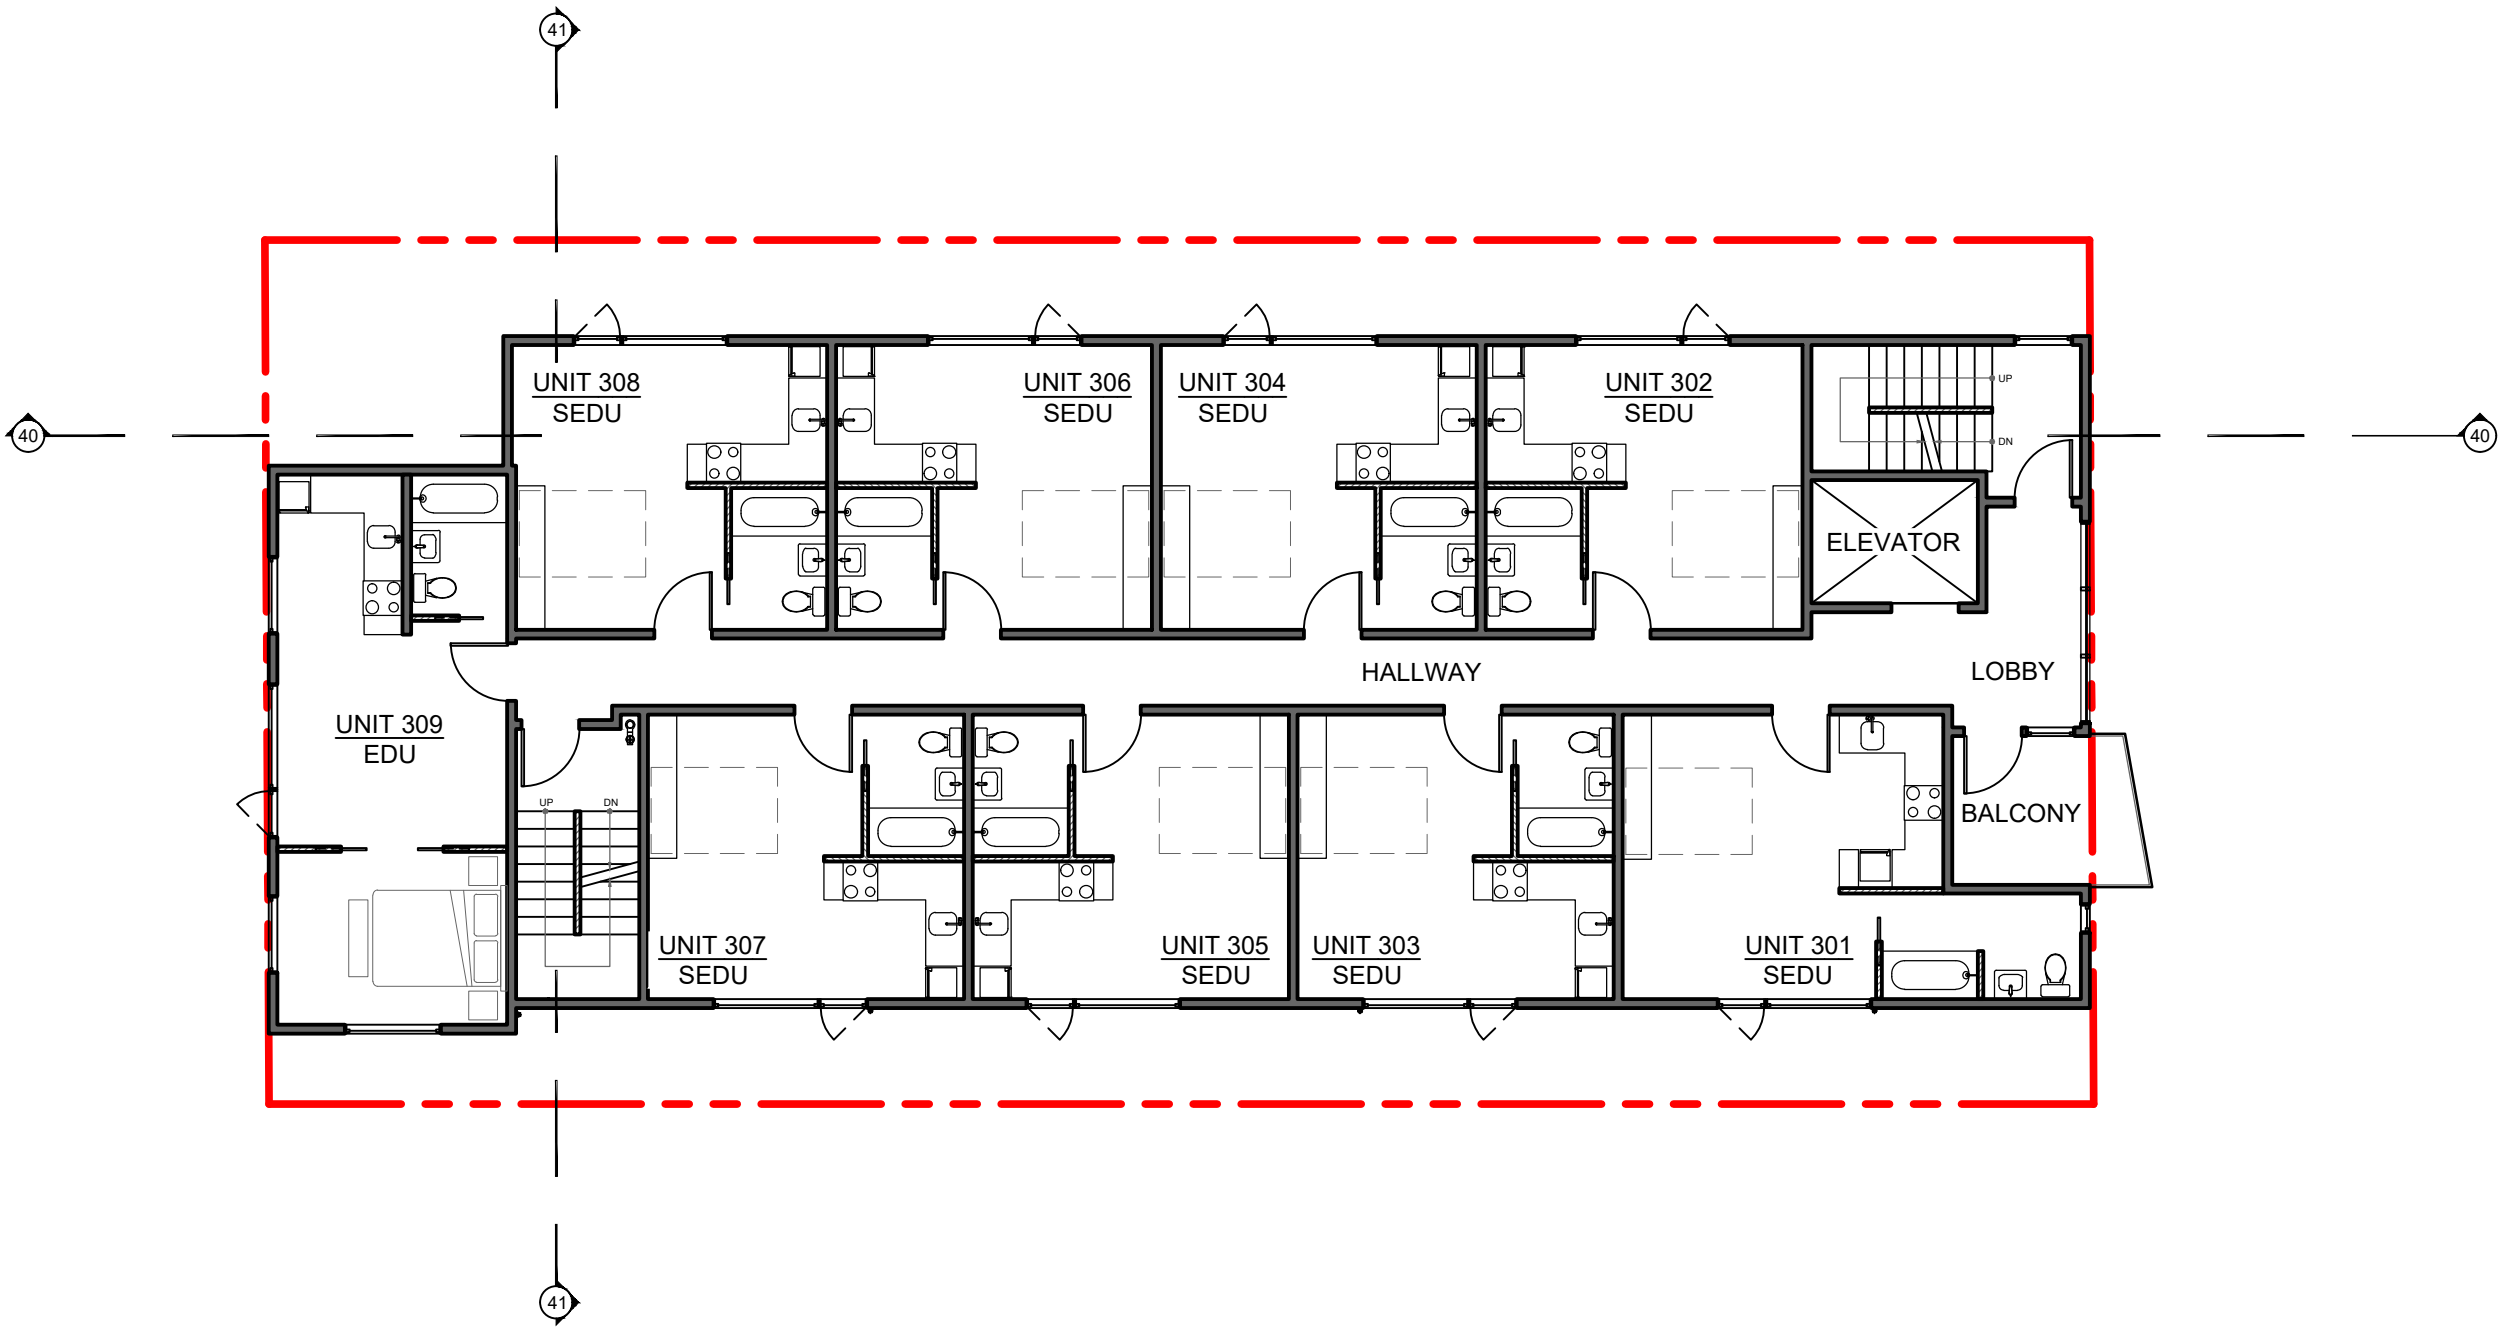 41
UNIT 308
SEDU
UNIT 306
SEDU
UNIT 304
SEDU
UNIT 302
SEDU
UP
40
40
DN
ELEVATOR
HALLWAY
LOBBY
UNIT 309
EDU
UP
DN
BALCONY
UNIT 307
SEDU
UNIT 305
SEDU
UNIT 303
SEDU
UNIT 301
SEDU
41